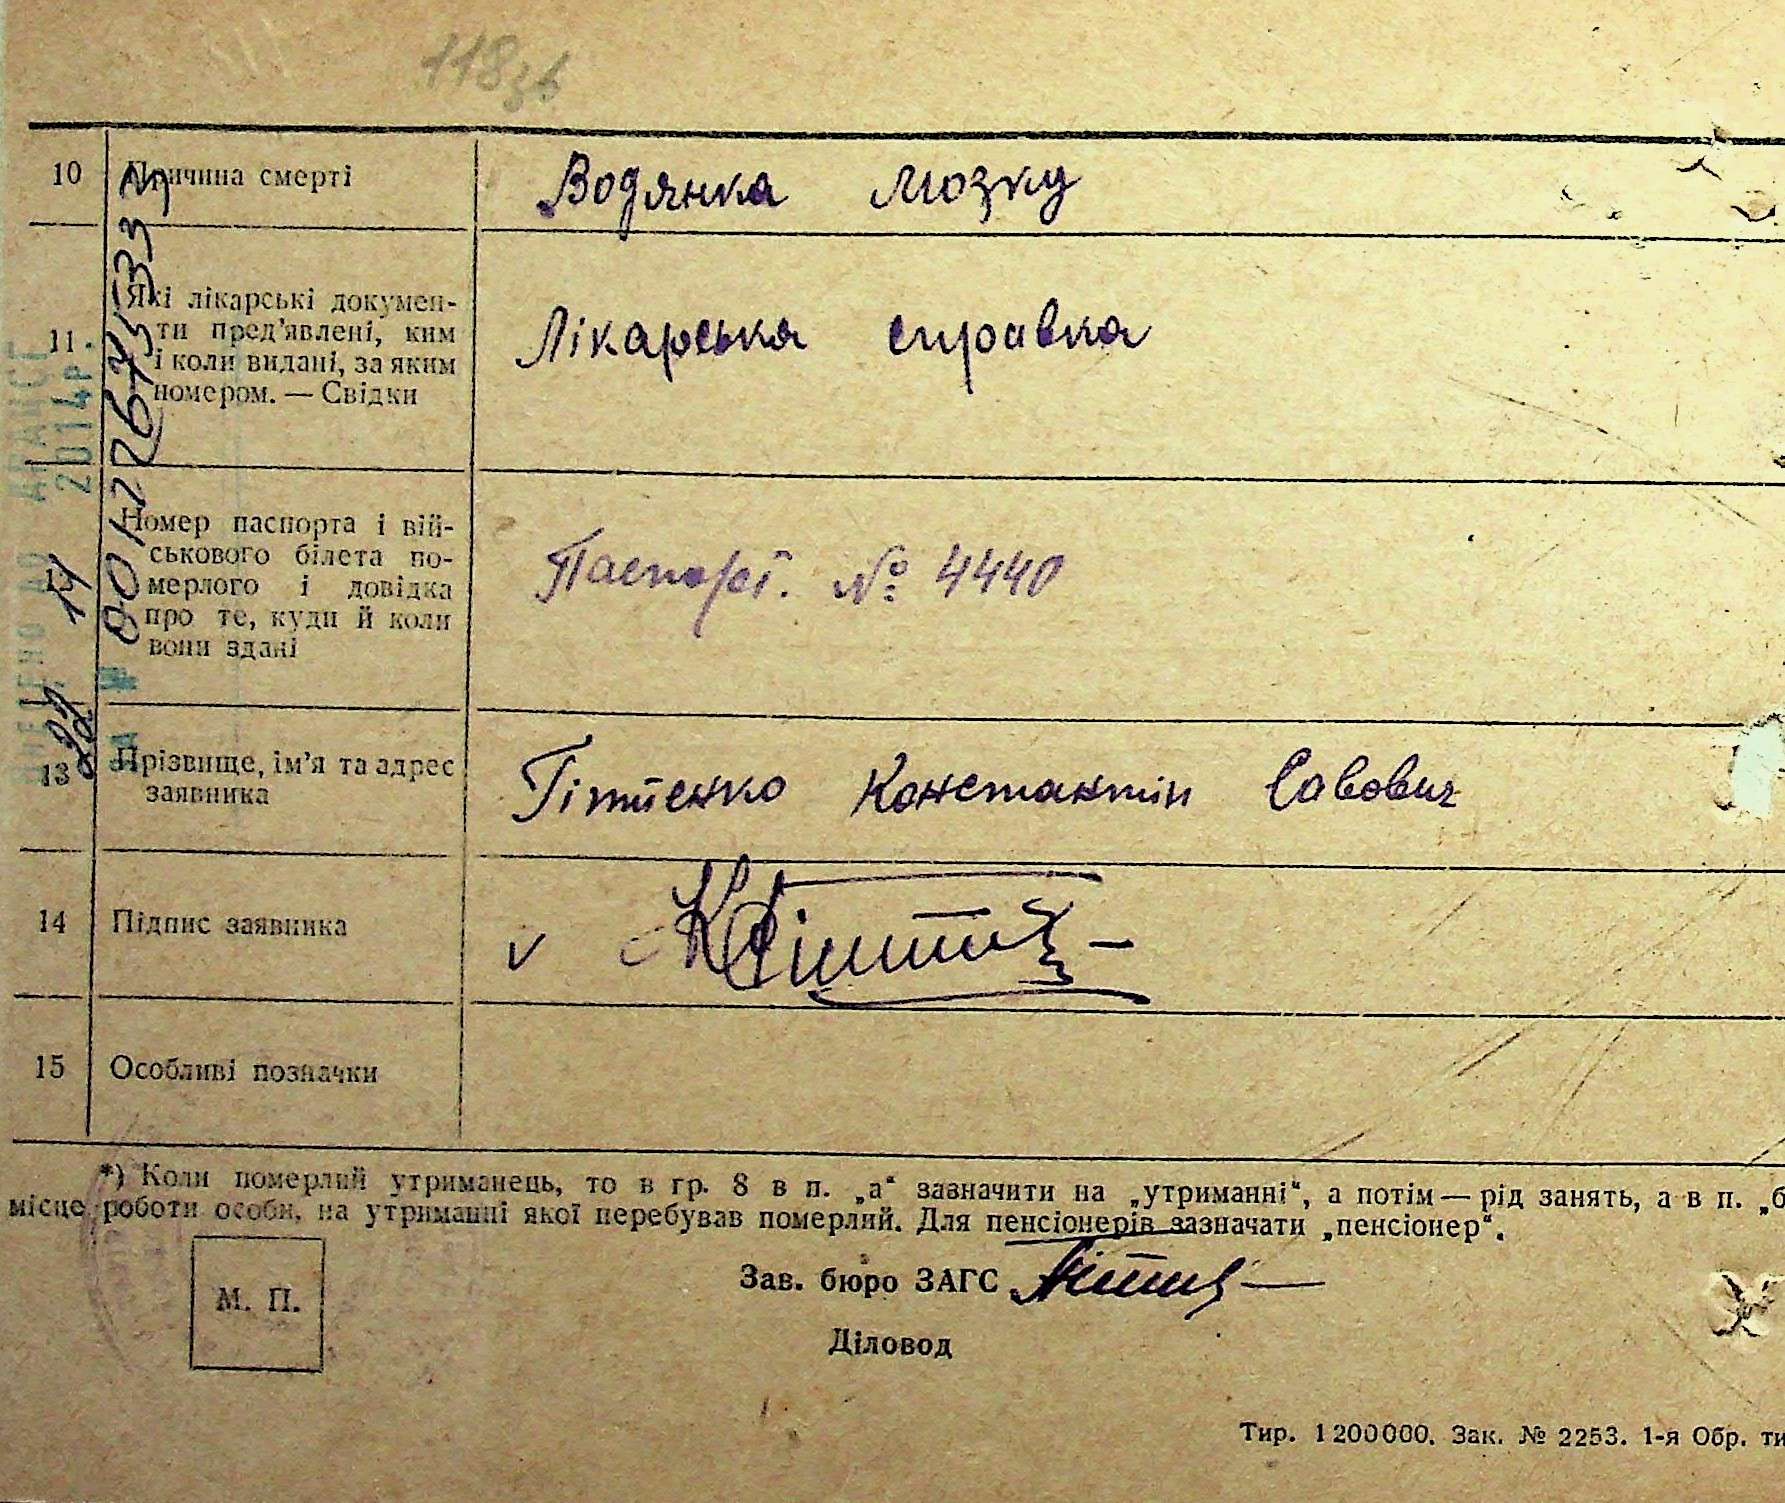 118зв
10 Причина смерті Водянка мозку
11 Які лікарські докумен-
ти пред'явлені, ким
і коли видані, за яким
номером. — Свідки
Лікарська справка
12 Номер паспорта і вій-
ськового білета по-
мерлого і довідка
про те, куди й коли
вони здані
Паспорт. № 4440
13 Прізвище, ім'я та адрес
заявника
Гітченко Константін Савович
14 Підпис заявника v
15 Особливі позначки
*) Коли померлий утриманець, то в гр. 8 в п. „а“ зазначити на „утриманні“, а потім — рід занять, а в п. „б
місце роботи особи, на утриманні якої перебував померлий. Для пенсіонерів зазначати „пенсіонер“.
М. П.
Зав. бюро ЗАГС
Діловод
Тир. 1200000. Зак. № 2253. 1-я Обр. ти
2014р.